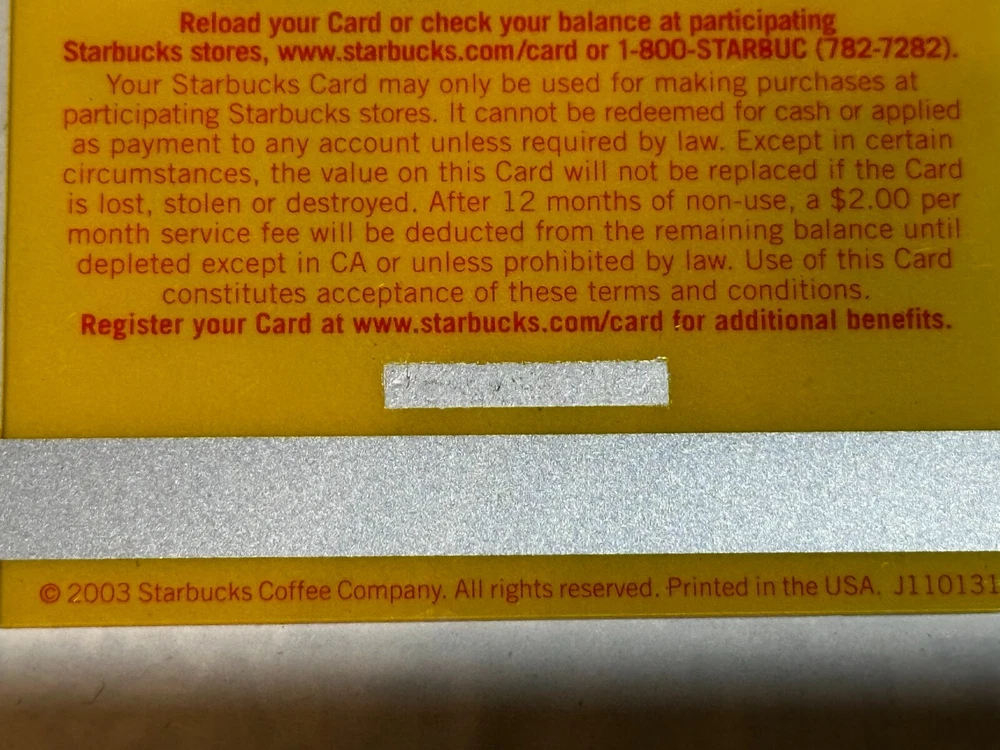 Reload your Card or check your balance at participating
Starbucks stores, www.starbucks.com/card or 1-800-STARBUC (782-7282).
Your Starbucks Card may only be used for making purchases at
participating Starbucks stores. It cannot be redeemed for cash or applied
as payment to any account unless required by law. Except in certain
circumstances, the value on this Card will not be replaced if the Card
is lost, stolen or destroyed. After 12 months of non-use, a $2.00 per
month service fee will be deducted from the remaining balance until
depleted except in CA or unless prohibited by law. Use of this Card
constitutes acceptance of these terms and conditions.
Register your Card at www.starbucks.com/card for additional benefits.
© 2003 Starbucks Coffee Company. All rights reserved. Printed in the USA. J110131